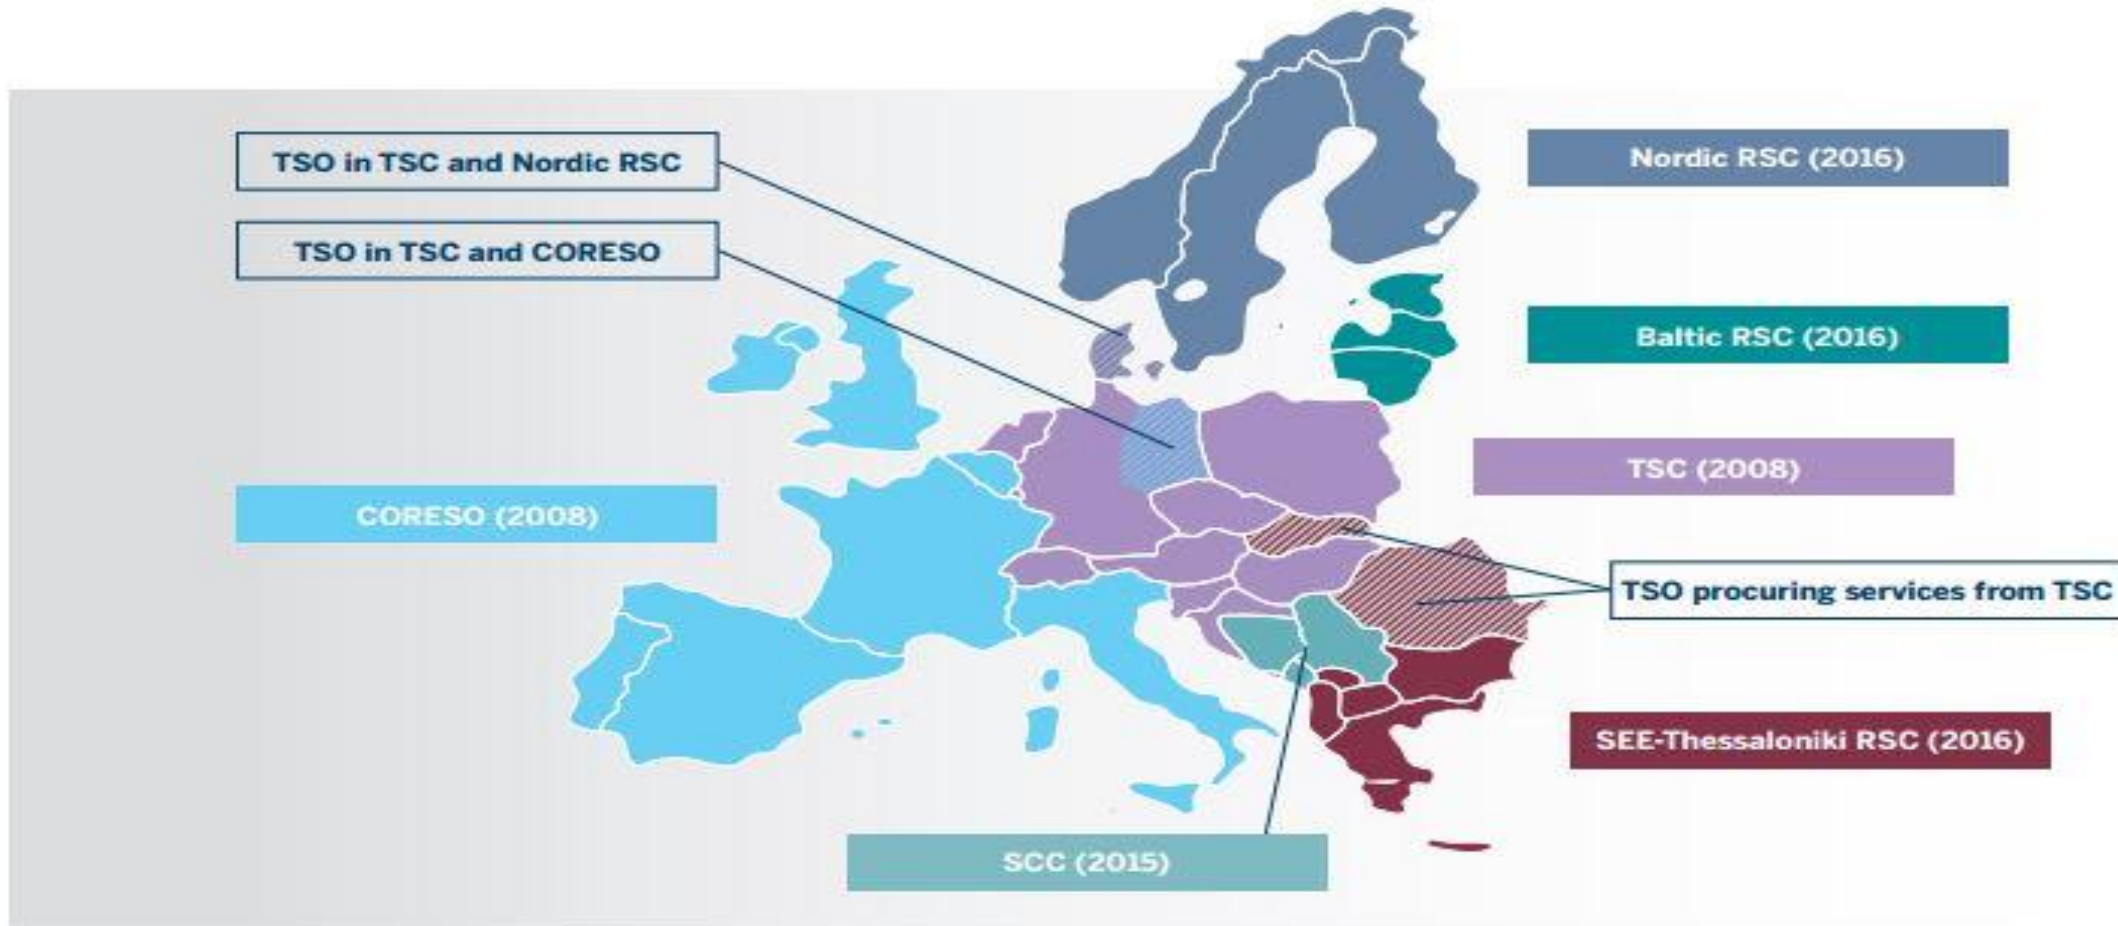 TSO in TSC and Nordic RSC
Nordic RSC (2016)
TSO in TSC and CORESO
Baltic RSC (2016)
TSC (2008)
CORESO (2008)
TSO procuring services from TSC
SEE-Thessaloniki RSC (2016)
SCC (2015)